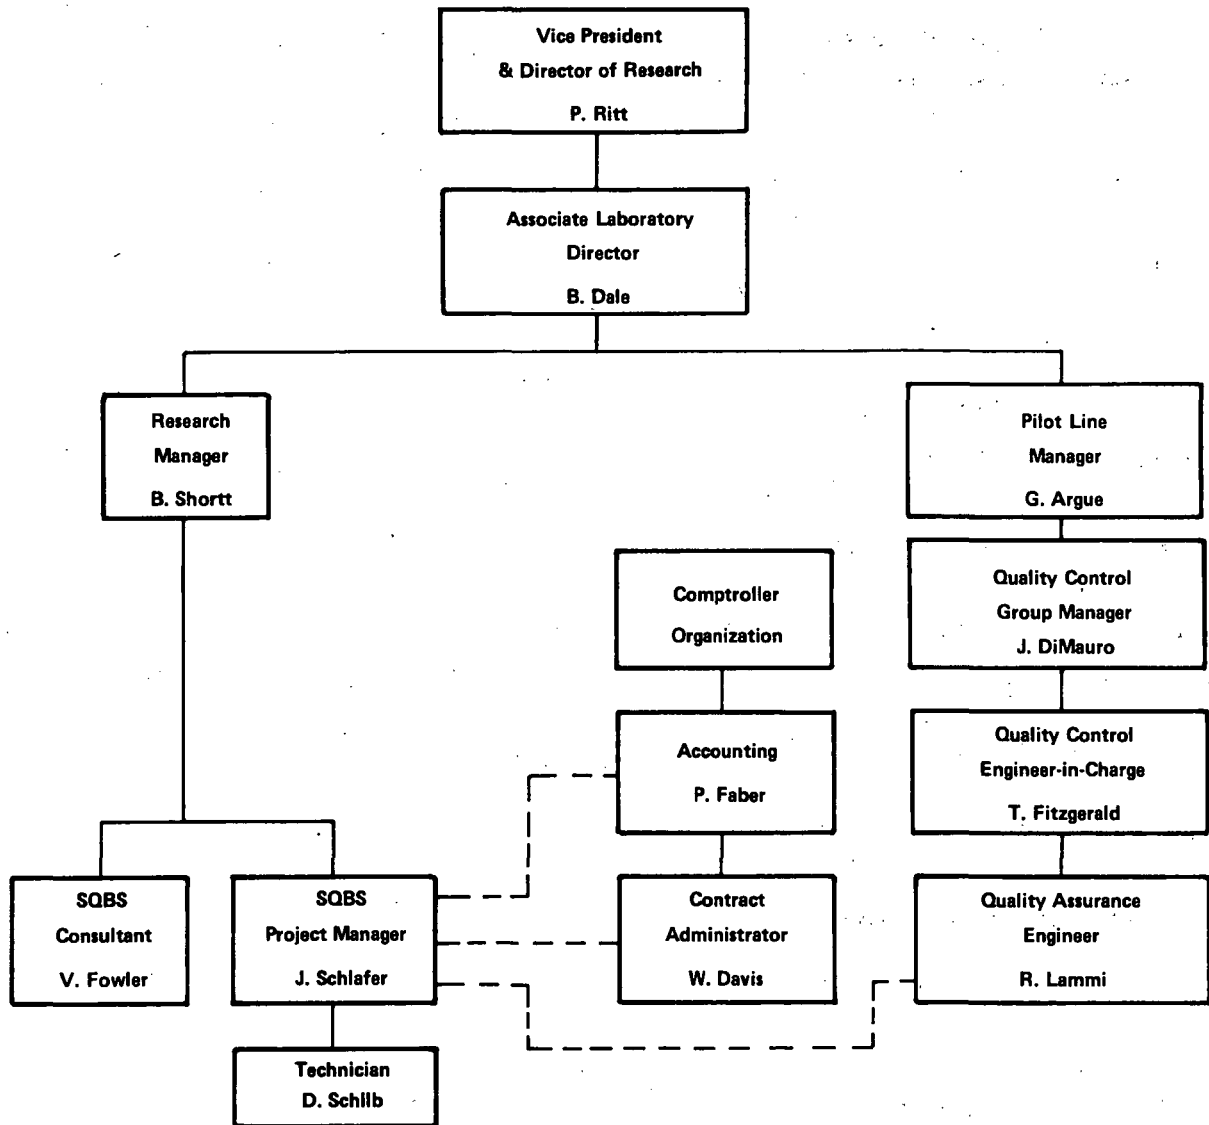 Vice President
& Director of Research
P. Ritt
Associate Laboratory
Director
B. Dale
Research
Manager
B. Shortt
Pilot Line
Manager
G. Argue
Comptroller
Organization
Quality Control
Group Manager
J. DiMauro
Accounting
P. Faber
Quality Control
Engineer-in-Charge
T. Fitzgerald
SQBS
Consultant
V. Fowler
SQBS
Project Manager
J. Schlafer
Contract
Administrator
W. Davis
Quality Assurance
Engineer
R. Lammi
Technician
D. Schilb